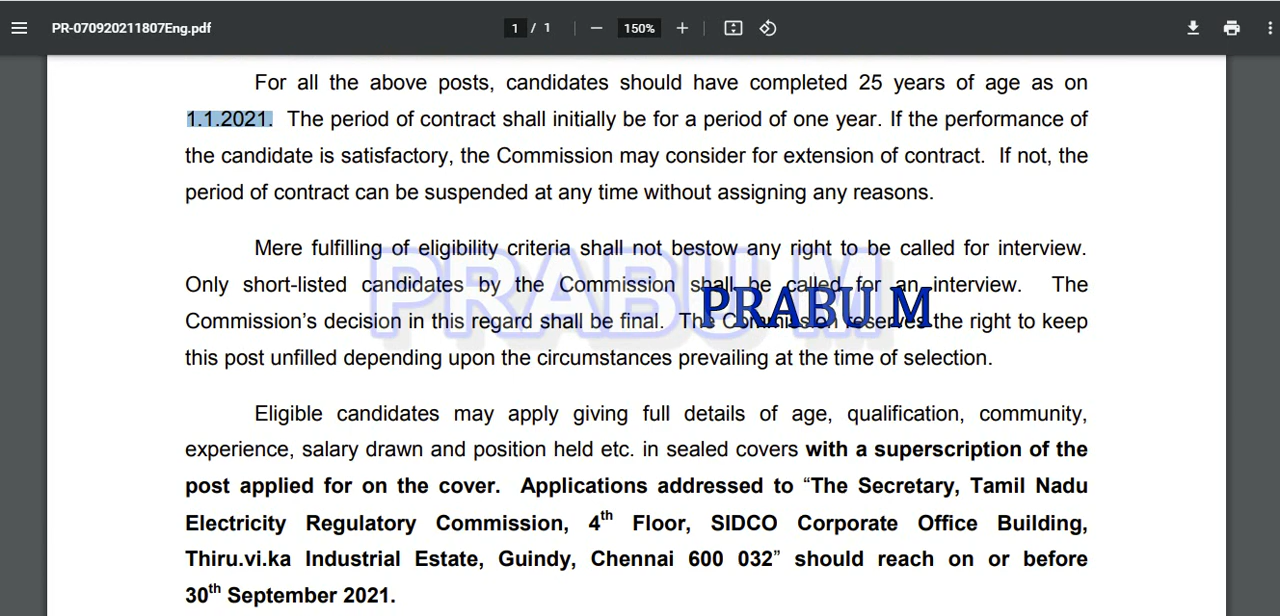 PR-070920211807Eng.pdf 1 / 1 150%
For all the above posts, candidates should have completed 25 years of age as on
1.1.2021. The period of contract shall initially be for a period of one year. If the performance of
the candidate is satisfactory, the Commission may consider for extension of contract. If not, the
period of contract can be suspended at any time without assigning any reasons.
Mere fulfilling of eligibility criteria shall not bestow any right to be called for interview.
Only short-listed candidates by the Commission shall be called for an interview. The
PRABU M
PRABU M
Commission’s decision in this regard shall be final. The Commission reserves the right to keep
this post unfilled depending upon the circumstances prevailing at the time of selection.
Eligible candidates may apply giving full details of age, qualification, community,
experience, salary drawn and position held etc. in sealed covers with a superscription of the
post applied for on the cover. Applications addressed to “The Secretary, Tamil Nadu
Electricity Regulatory Commission, 4th Floor, SIDCO Corporate Office Building,
Thiru.vi.ka Industrial Estate, Guindy, Chennai 600 032” should reach on or before
30th September 2021.